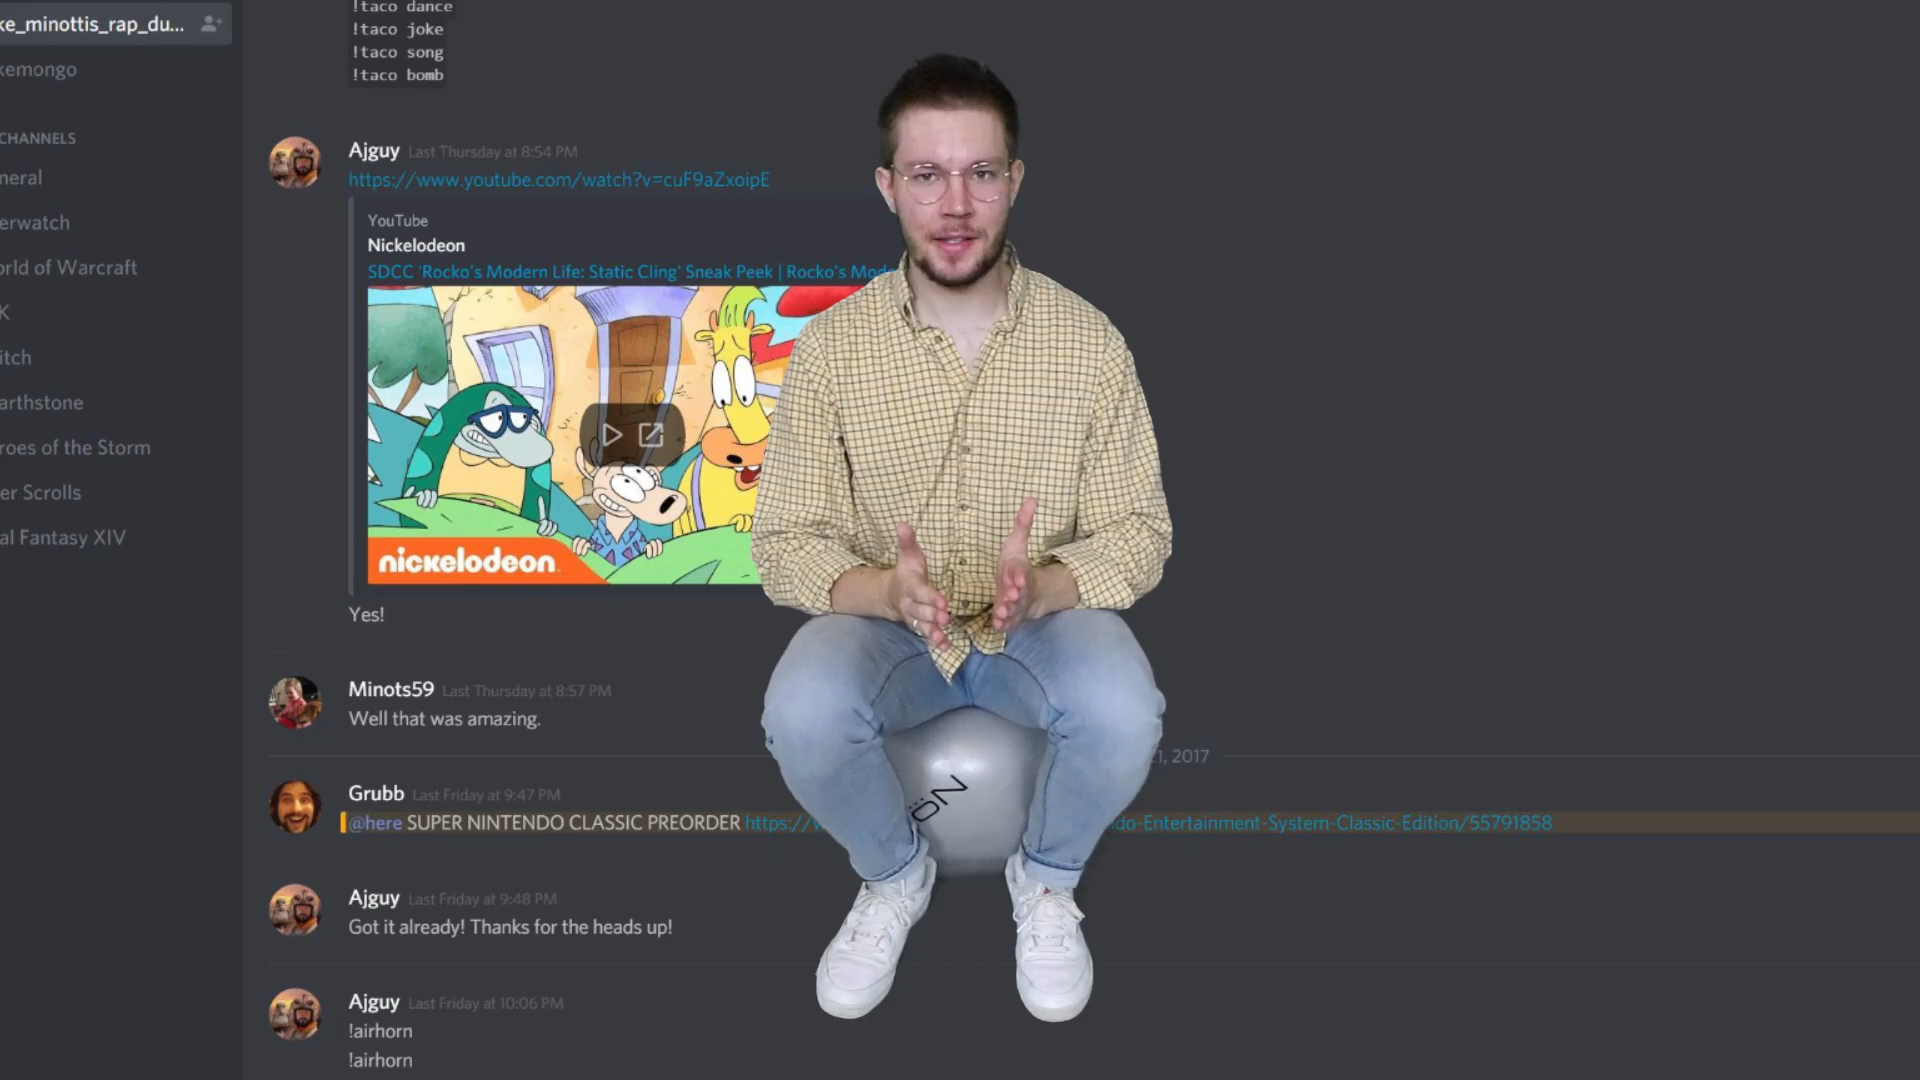 !taco dance
!taco joke
!taco song
!taco bomb
ke_minottis_rap_du...
kemongo
CHANNELS
neral
erwatch
orld of Warcraft
K
itch
arthstone
roes of the Storm
er Scrolls
al Fantasy XIV
Ajguy Last Thursday at 8:54 PM
https://www.youtube.com/watch?v=cuF9aZxoipE
YouTube
Nickelodeon
SDCC 'Rocko's Modern Life: Static Cling' Sneak Peek | Rocko's Mode
nickelodeon
Yes!
Minots59 Last Thursday at 8:57 PM
Well that was amazing.
21, 2017
Grubb Last Friday at 9:47 PM
@here SUPER NINTENDO CLASSIC PREORDER https://w do-Entertainment-System-Classic-Edition/55791858
Ajguy Last Friday at 9:48 PM
Got it already! Thanks for the heads up!
Ajguy Last Friday at 10:06 PM
!airhorn
!airhorn